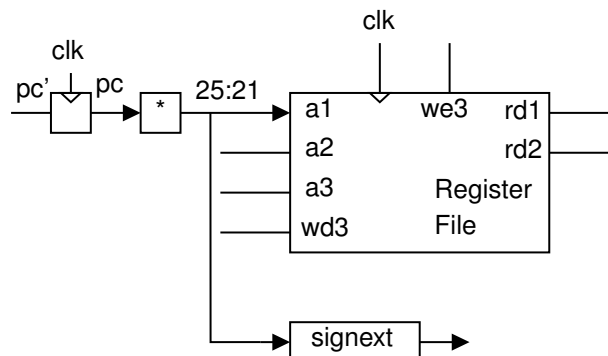 clk
clk
pc’
pc
*
25:21
a1
we3
rd1
a2
rd2
a3
Register
wd3
File
signext